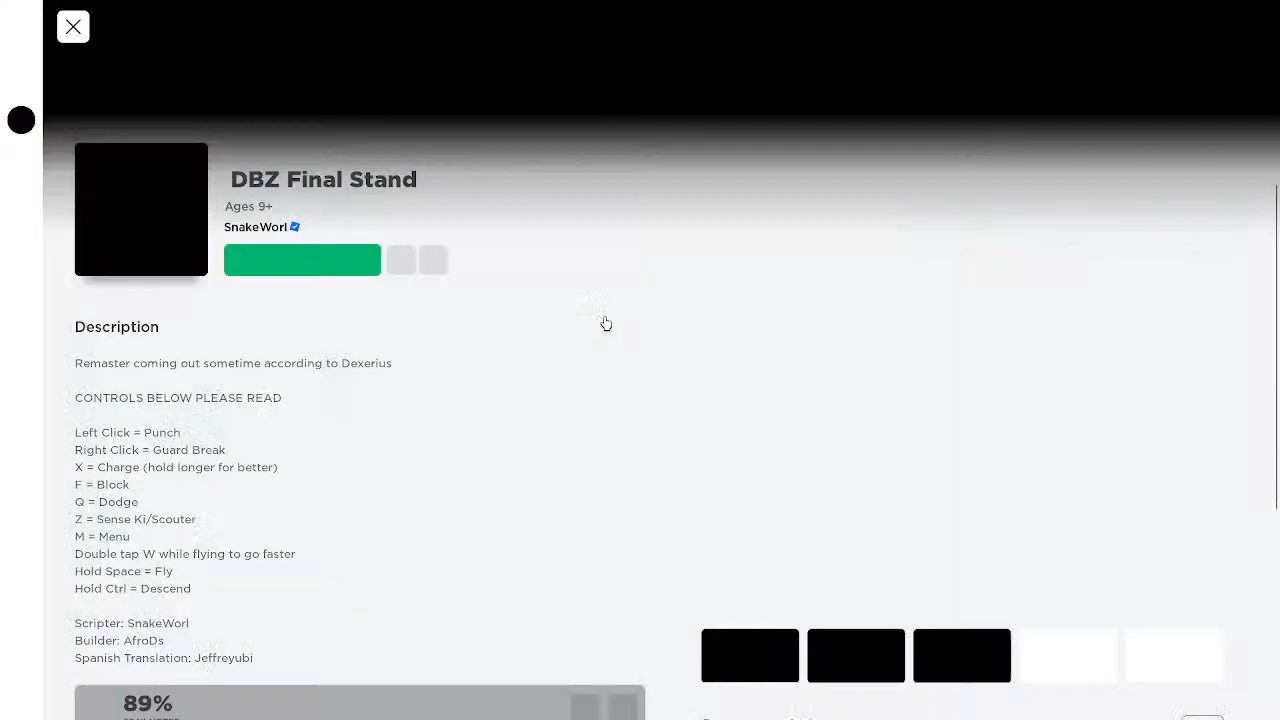 DBZ Final Stand
Ages 9+
SnakeWorl
Description
Remaster coming out sometime according to Dexerius
CONTROLS BELOW PLEASE READ
Left Click = Punch
Right Click = Guard Break
X = Charge (hold longer for better)
F = Block
Q = Dodge
Z = Sense Ki/Scouter
M = Menu
Double tap W while flying to go faster
Hold Space = Fly
Hold Ctrl = Descend
Scripter: SnakeWorl
Builder: AfroDs
Spanish Translation: Jeffreyubi
89%